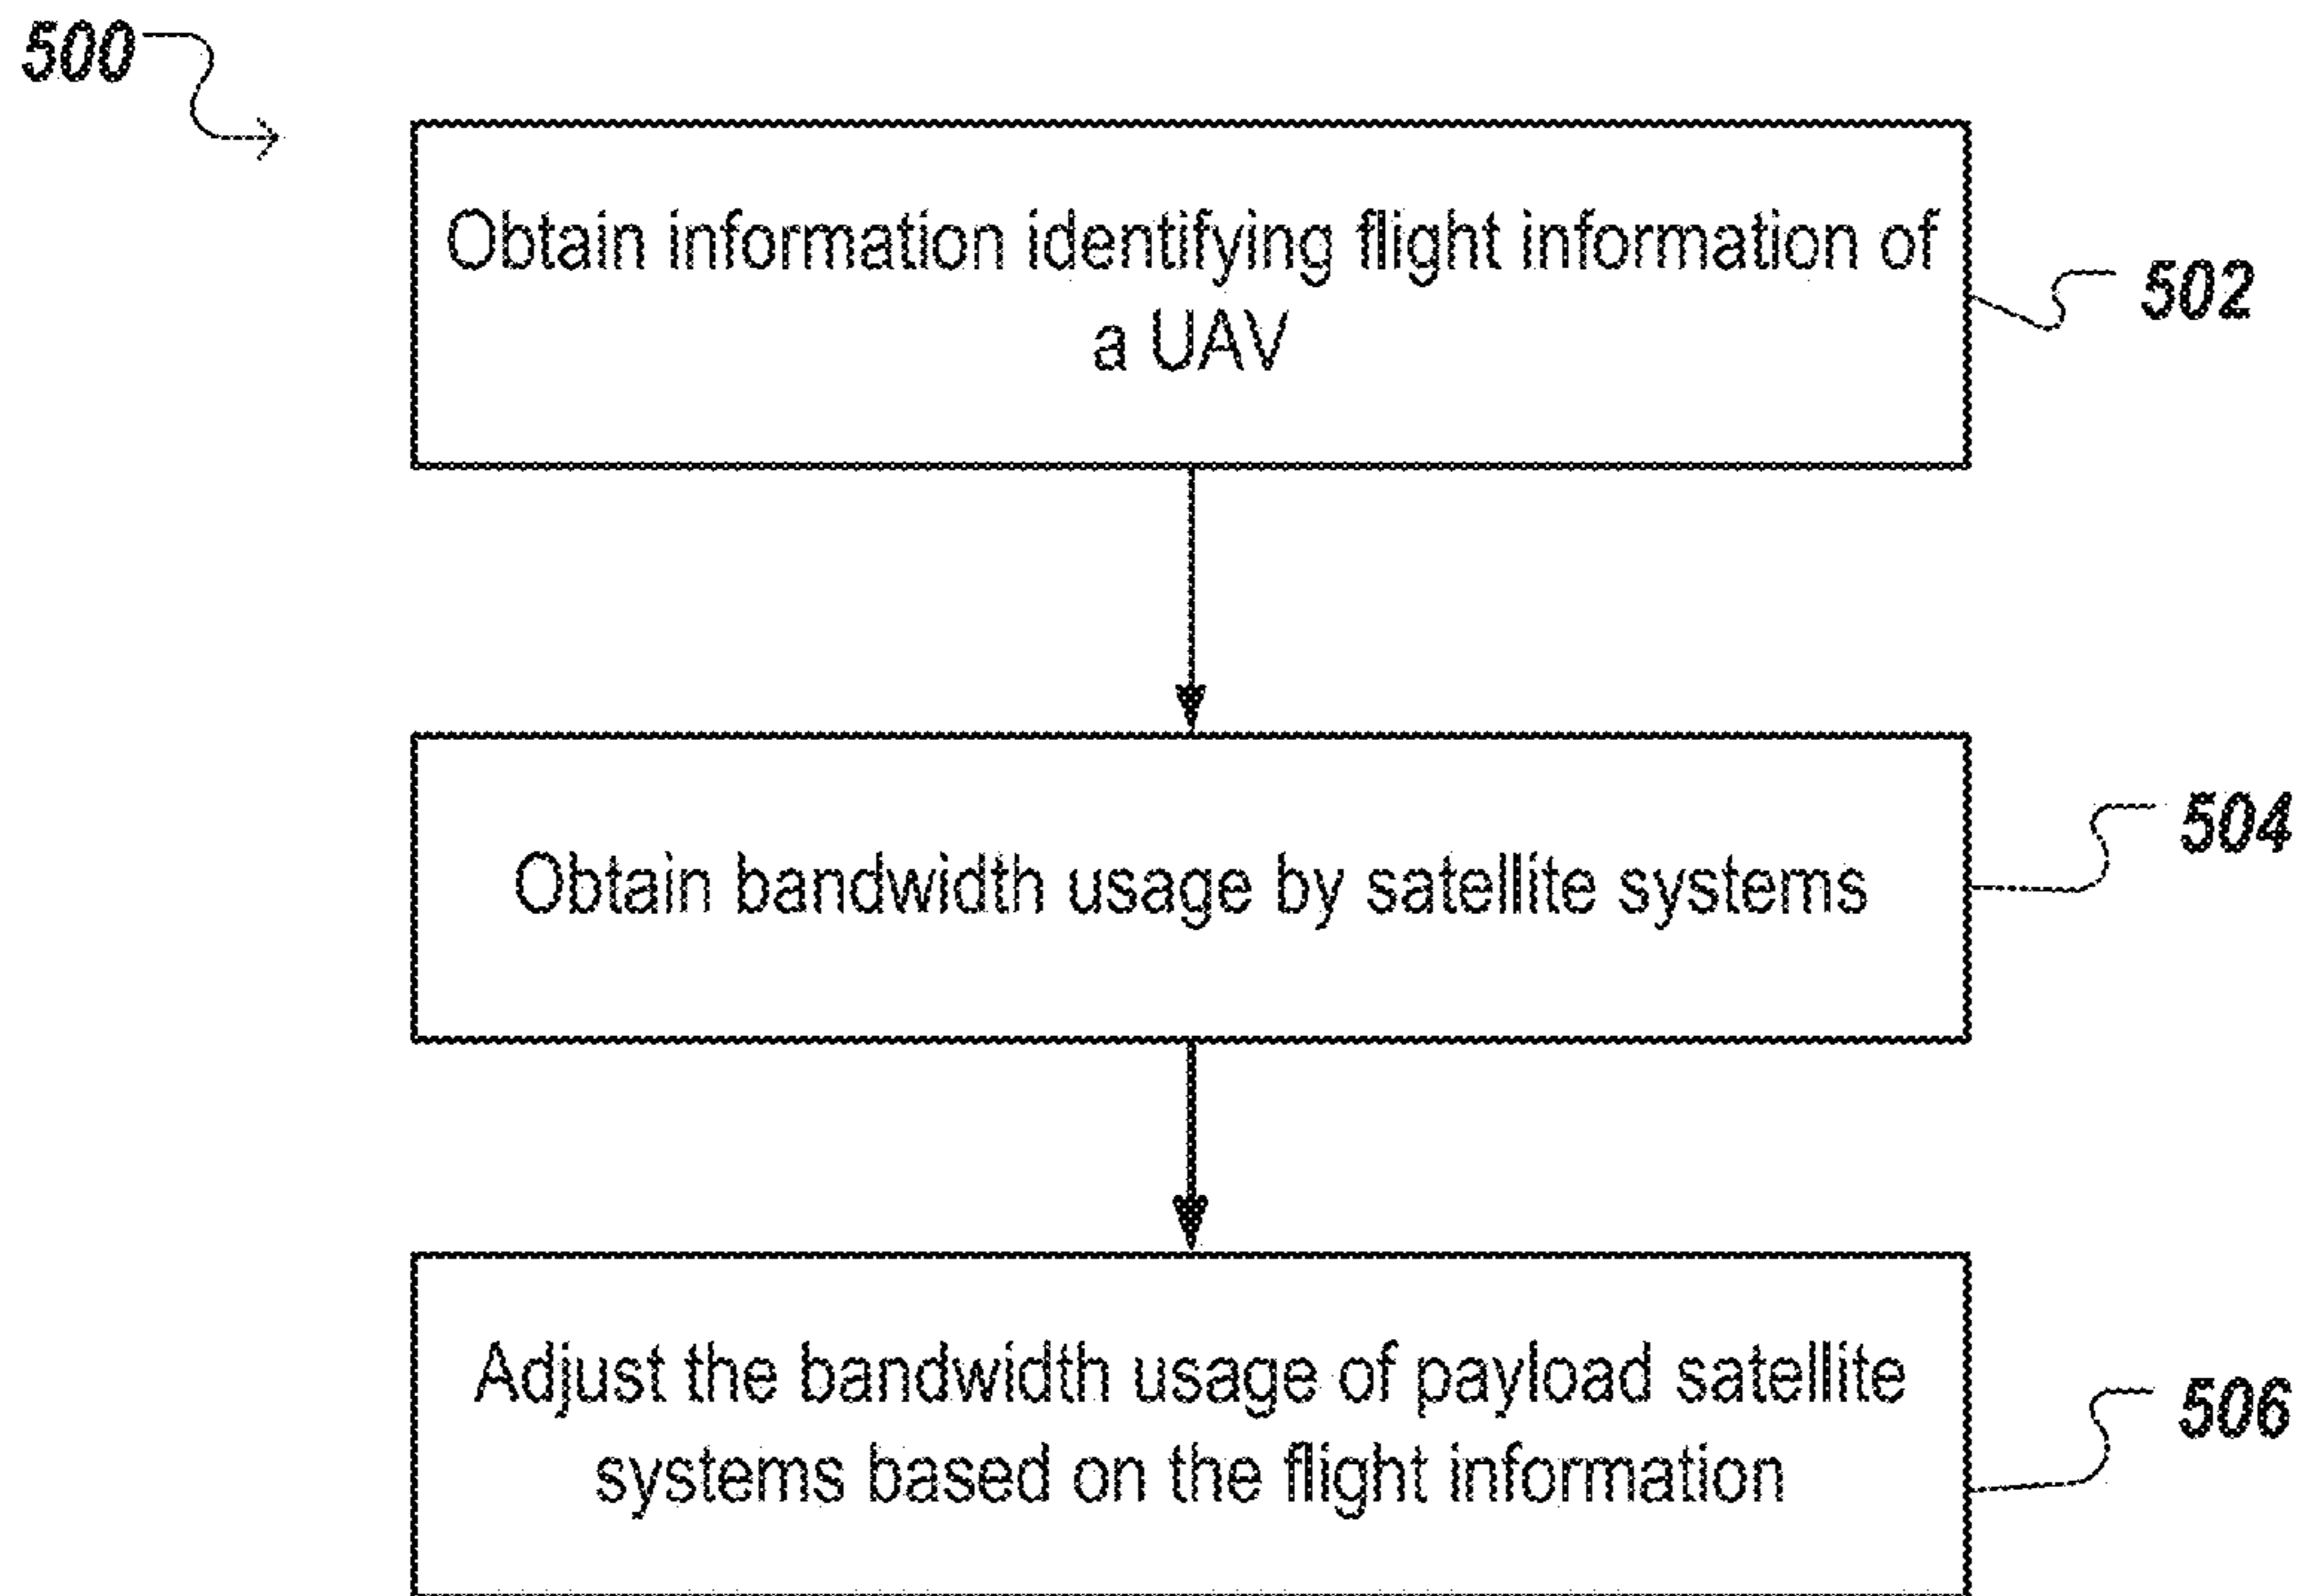 500
Obtain information identifying flight information of
a UAV
502
Obtain bandwidth usage by satellite systems
504
Adjust the bandwidth usage of payload satellite
systems based on the flight information
506